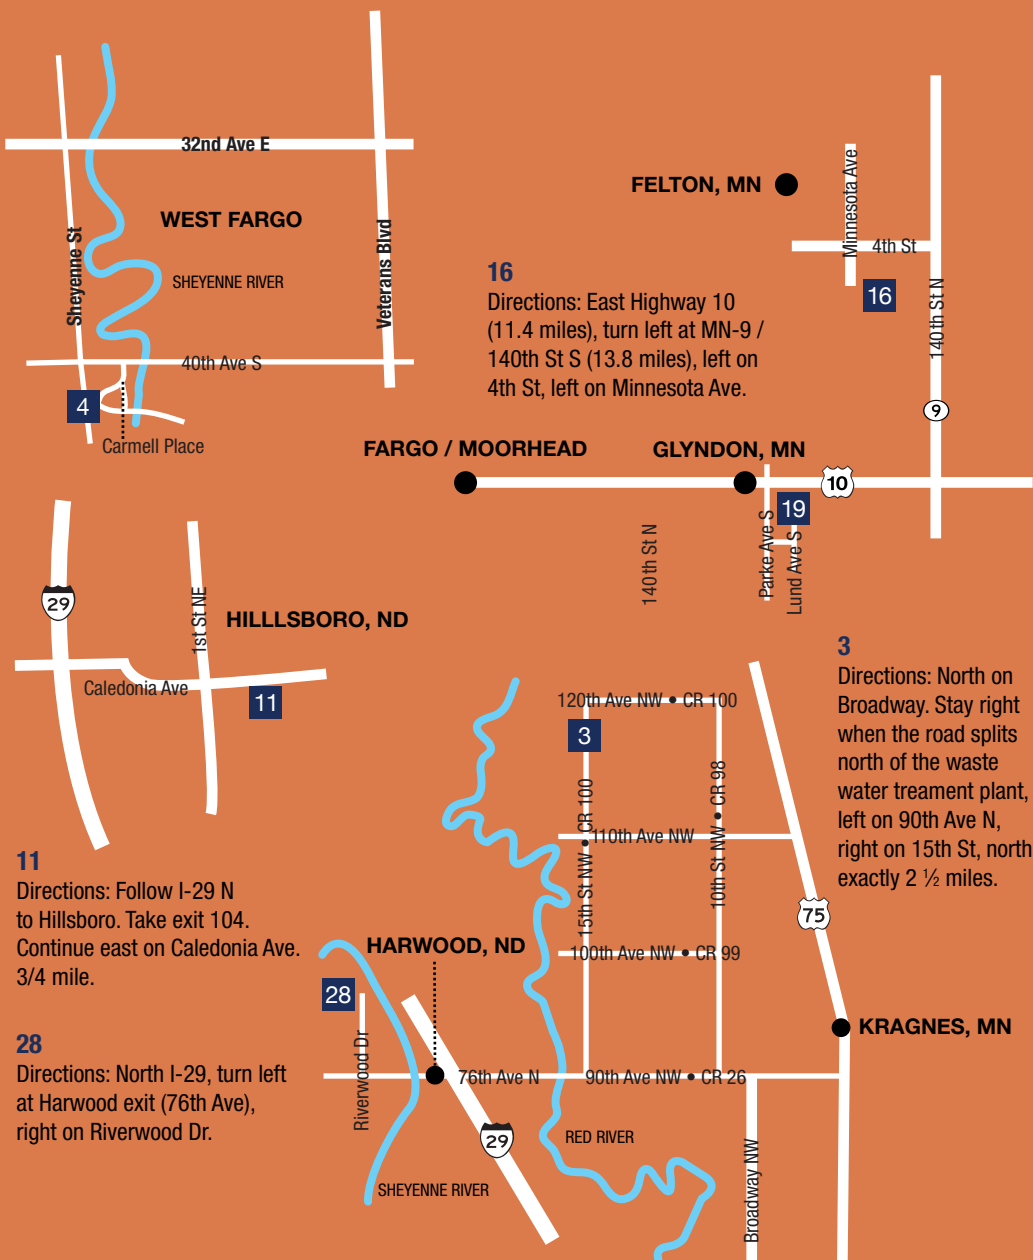 32nd Ave E
WEST FARGO
Sheyenne St
Veterans Blvd
SHEYENNE RIVER
40th Ave S
4
Carmell Place
FELTON, MN
Minnesota Ave
4th St
16
140th St N
9
16
Directions: East Highway 10
(11.4 miles), turn left at MN-9 /
140th St S (13.8 miles), left on
4th St, left on Minnesota Ave.
FARGO / MOORHEAD
GLYNDON, MN
10
19
140th St N
Parke Ave S
Lund Ave S
29
1st St NE
HILLLSBORO, ND
Caledonia Ave
11
3
Directions: North on
Broadway. Stay right
when the road splits
north of the waste
water treament plant,
left on 90th Ave N,
right on 15th St, north
exactly 2 ½ miles.
120th Ave NW • CR 100
3
15th St NW • CR 100
10th St NW • CR 98
110th Ave NW
75
100th Ave NW • CR 99
11
Directions: Follow I-29 N
to Hillsboro. Take exit 104.
Continue east on Caledonia Ave.
3/4 mile.
HARWOOD, ND
28
KRAGNES, MN
28
Directions: North I-29, turn left
at Harwood exit (76th Ave),
right on Riverwood Dr.
Riverwood Dr
76th Ave N
90th Ave NW • CR 26
29
RED RIVER
SHEYENNE RIVER
Broadway NW